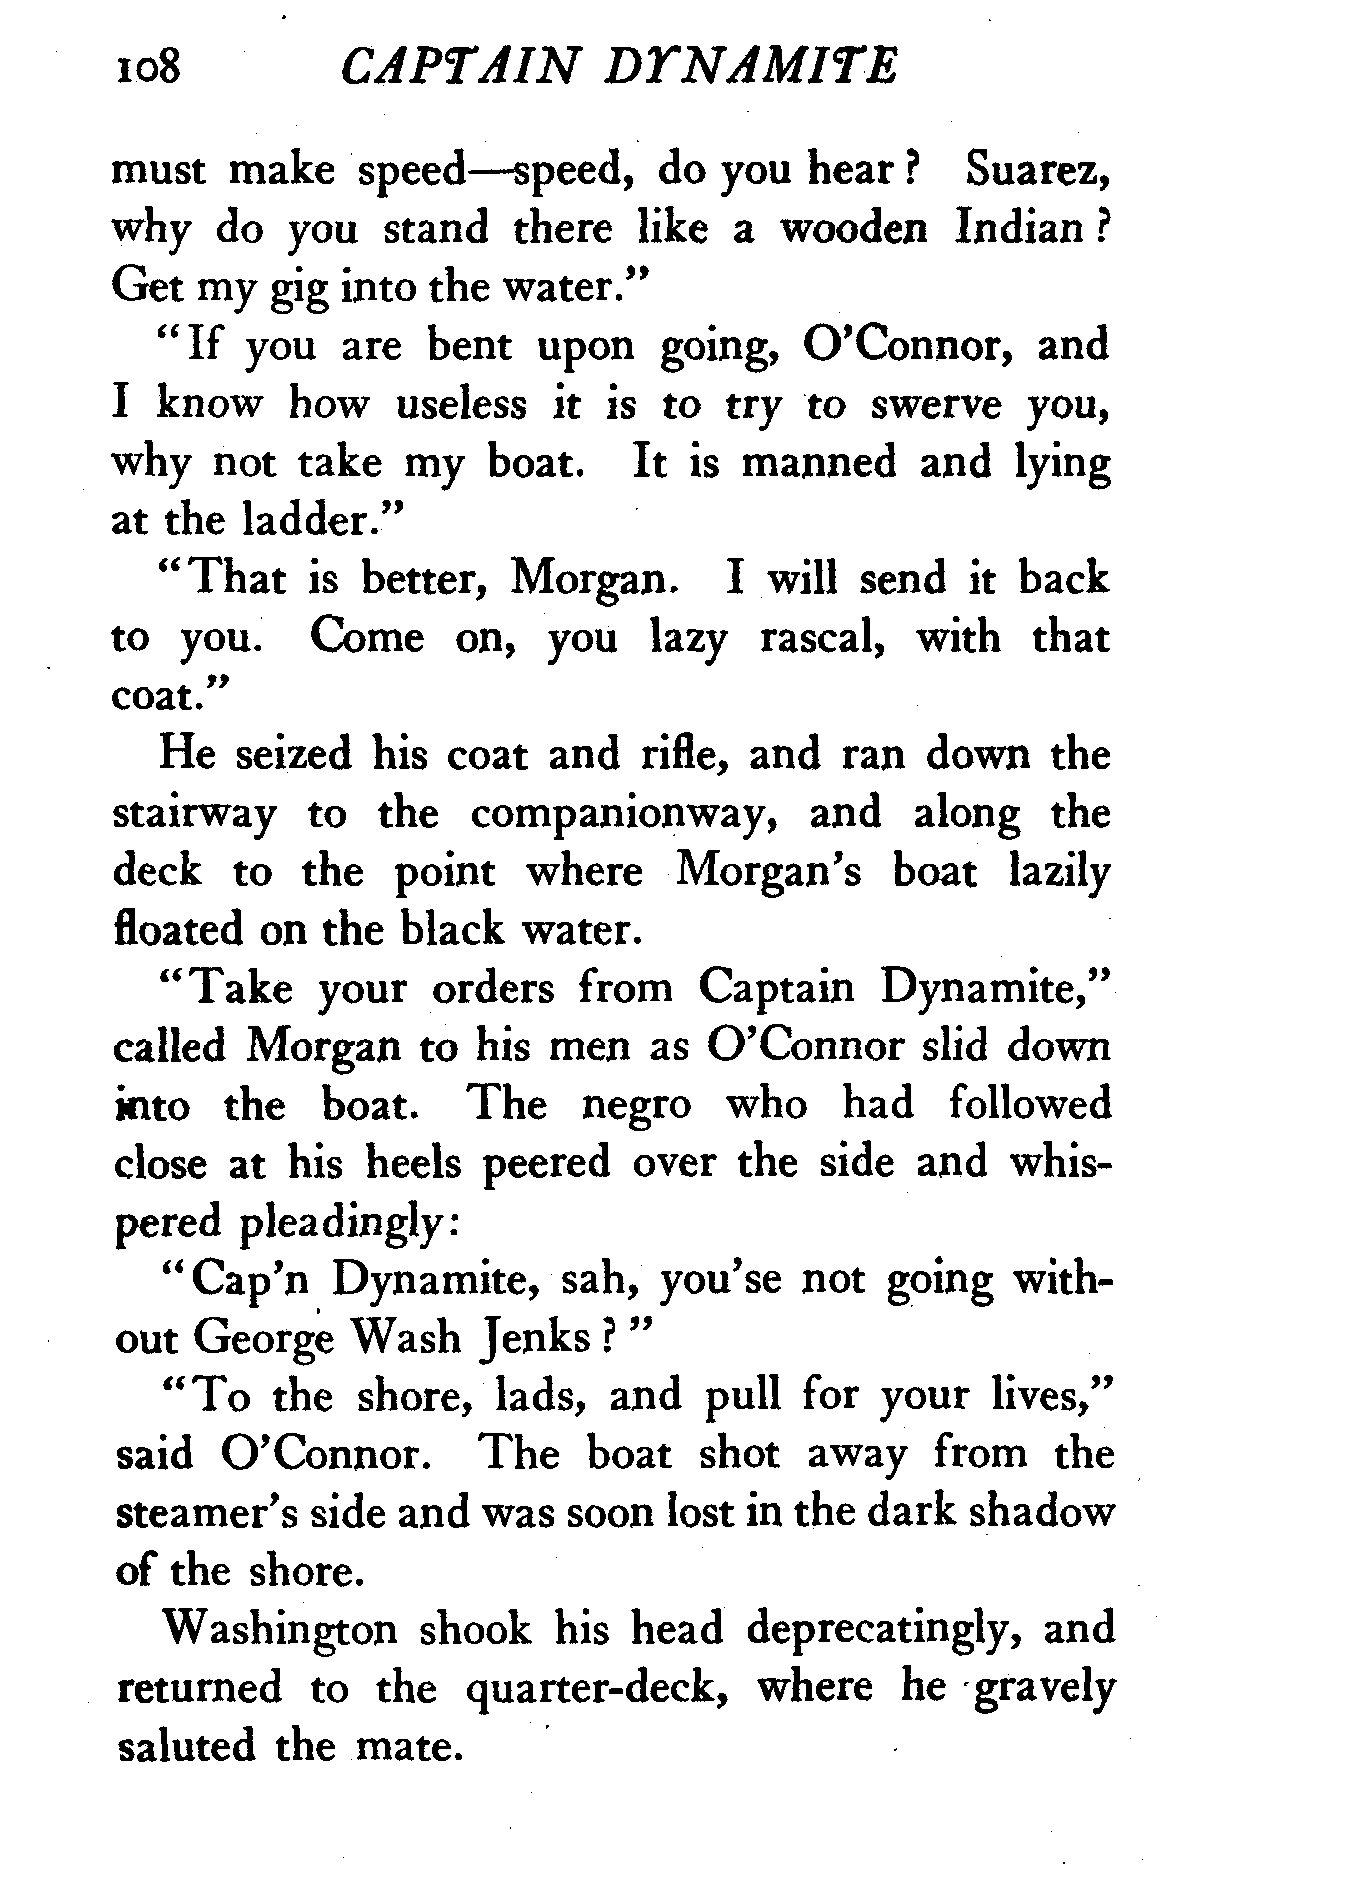 108 CAPTAIN DYNAMITE
must make speed—speed, do you hear? Suarez,
why do you stand there like a wooden Indian?
Get my gig into the water."
"If you are bent upon going, O'Connor, and
I know how useless it is to try to swerve you,
why not take my boat. It is manned and lying
at the ladder."
"That is better, Morgan. I will send it back
to you. Come on, you lazy rascal, with that
coat."
He seized his coat and rifle, and ran down the
stairway to the companionway, and along the
deck to the point where Morgan's boat lazily
floated on the black water.
"Take your orders from Captain Dynamite,"
called Morgan to his men as O'Connor slid down
into the boat. The negro who had followed
close at his heels peered over the side and whis-
pered pleadingly:
"Cap'n Dynamite, sah, you'se not going with-
out George Wash Jenks?"
"To the shore, lads, and pull for your lives,"
said O'Connor. The boat shot away from the
steamer's side and was soon lost in the dark shadow
of the shore.
Washington shook his head deprecatingly, and
returned to the quarter-deck, where he gravely
saluted the mate.